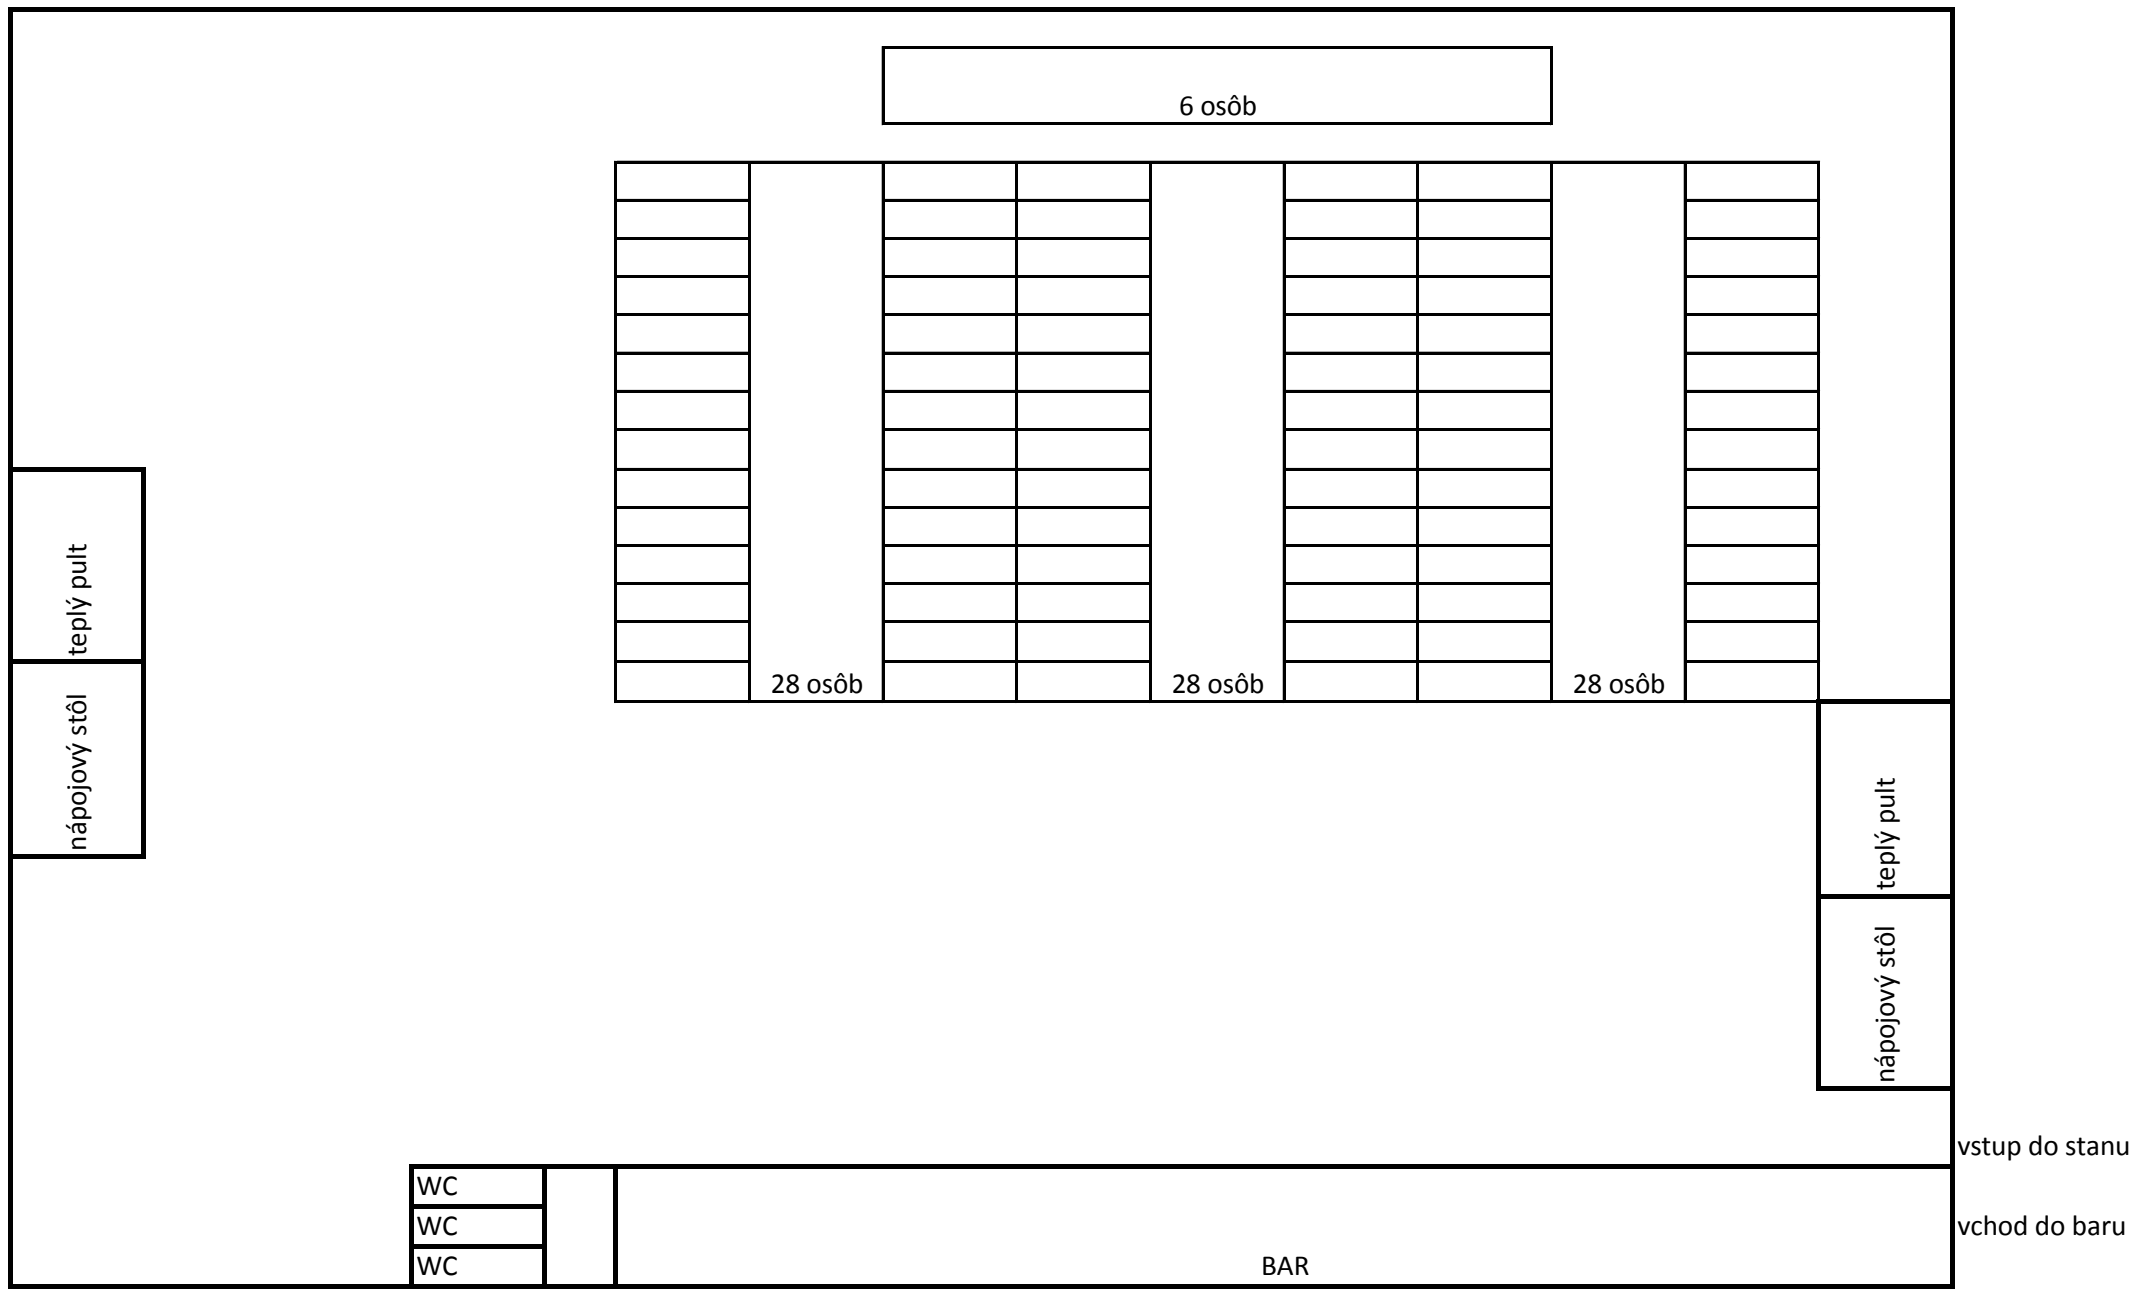 6 osôb
28 osôb
28 osôb
28 osôb
teplý pult
nápojový stôl
teplý pult
nápojový stôl
vstup do stanu
WC
WC
vchod do baru
WC
BAR